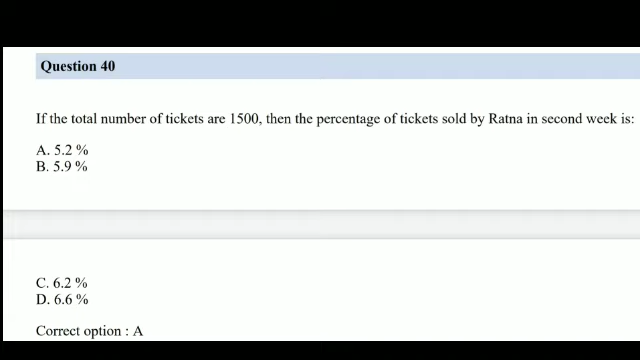 Question 40
If the total number of tickets are 1500, then the percentage of tickets sold by Ratna in second week is:
A. 5.2 %
B. 5.9 %
C. 6.2 %
D. 6.6 %
Correct option : A